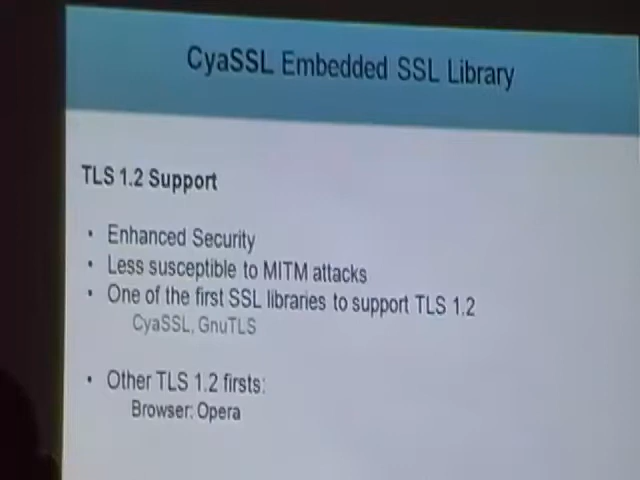 CyaSSL Embedded SSL Library
TLS 1.2 Support
• Enhanced Security
• Less susceptible to MITM attacks
• One of the first SSL libraries to support TLS 1.2
CyaSSL, GnuTLS
• Other TLS 1.2 firsts:
Browser: Opera